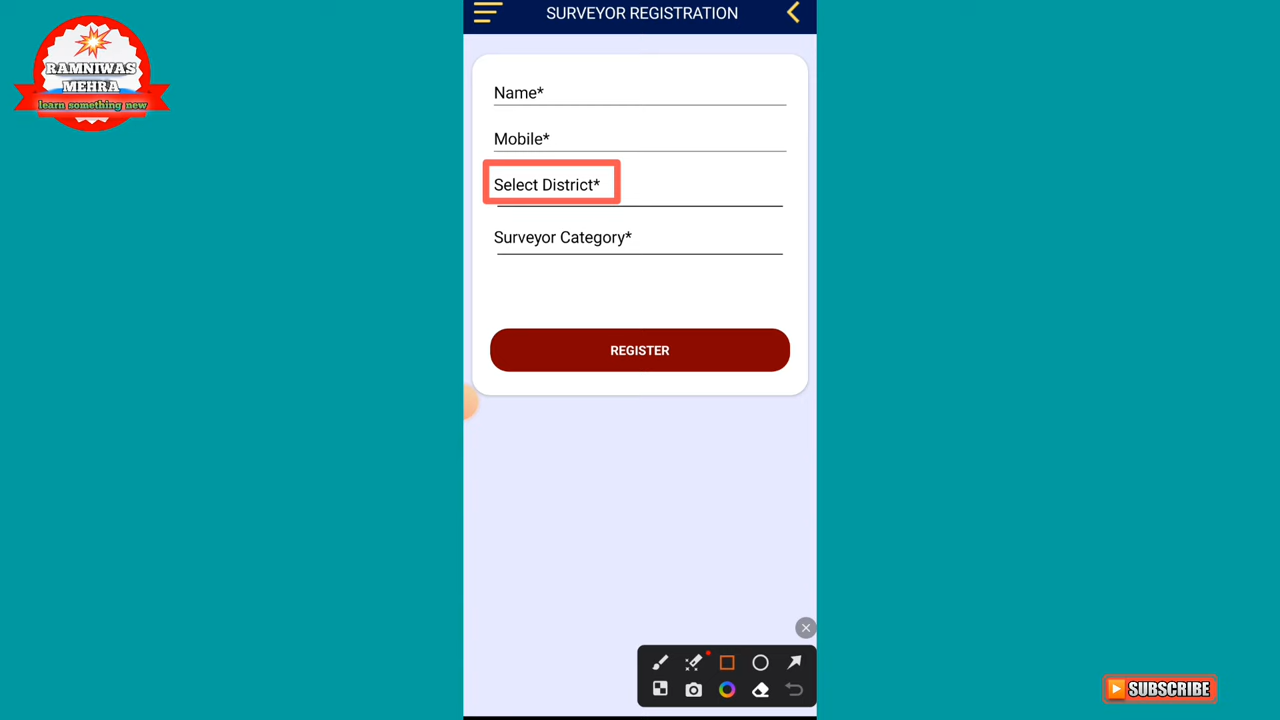 RAMNIWAS
MEHRA
learn something new
SURVEYOR REGISTRATION
Name*
Mobile*
Select District*
Surveyor Category*
REGISTER
SUBSCRIBE